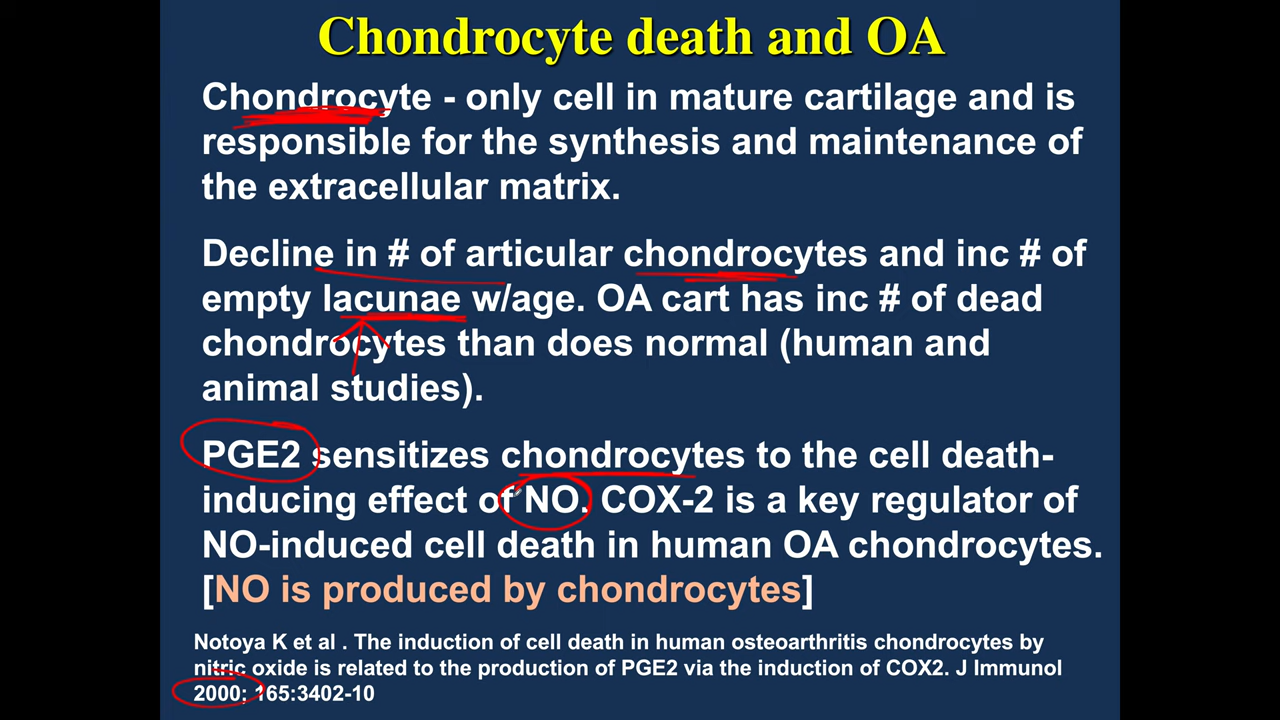 Chondrocyte death and OA
Chondrocyte - only cell in mature cartilage and is
responsible for the synthesis and maintenance of
the extracellular matrix.
Decline in # of articular chondrocytes and inc # of
empty lacunae w/age. OA cart has inc # of dead
chondrocytes than does normal (human and
animal studies).
PGE2 sensitizes chondrocytes to the cell death-
inducing effect of NO. COX-2 is a key regulator of
NO-induced cell death in human OA chondrocytes.
[NO is produced by chondrocytes]
Notoya K et al . The induction of cell death in human osteoarthritis chondrocytes by
nitric oxide is related to the production of PGE2 via the induction of COX2. J Immunol
2000; 165:3402-10